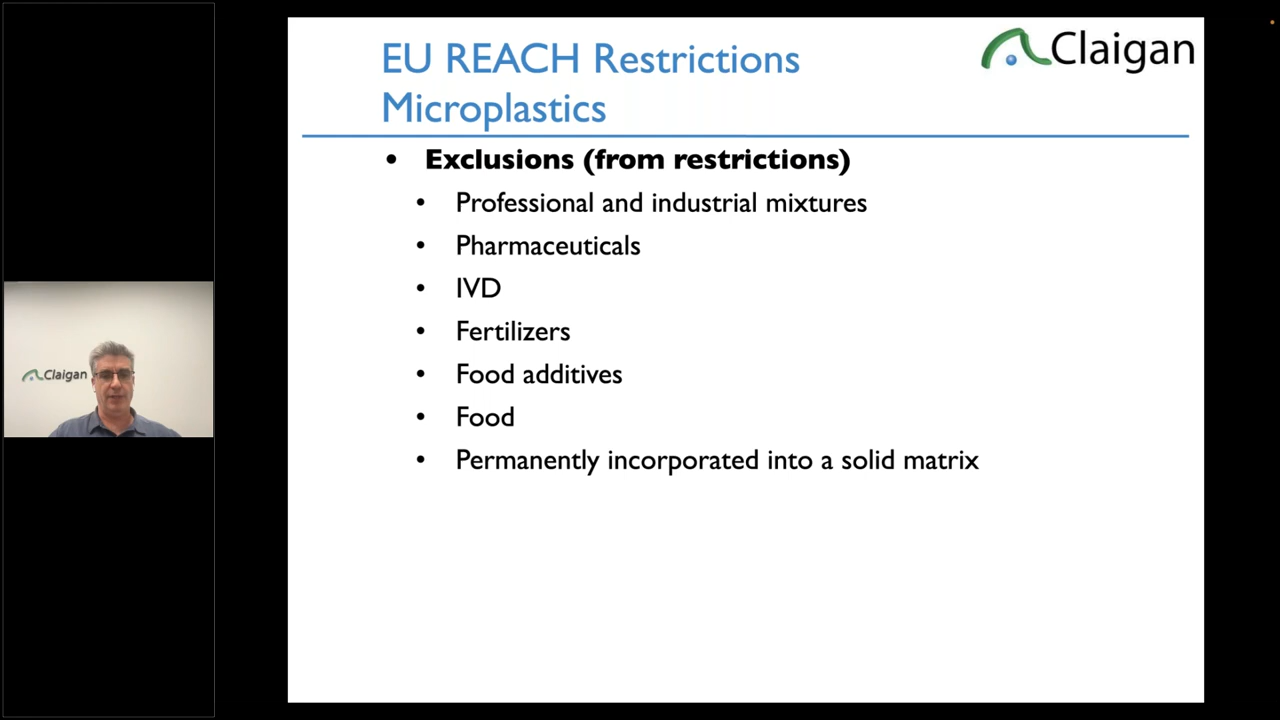 EU REACH Restrictions
Microplastics
Claigan
• Exclusions (from restrictions)
• Professional and industrial mixtures
• Pharmaceuticals
• IVD
• Fertilizers
• Food additives
• Food
• Permanently incorporated into a solid matrix
Claigan